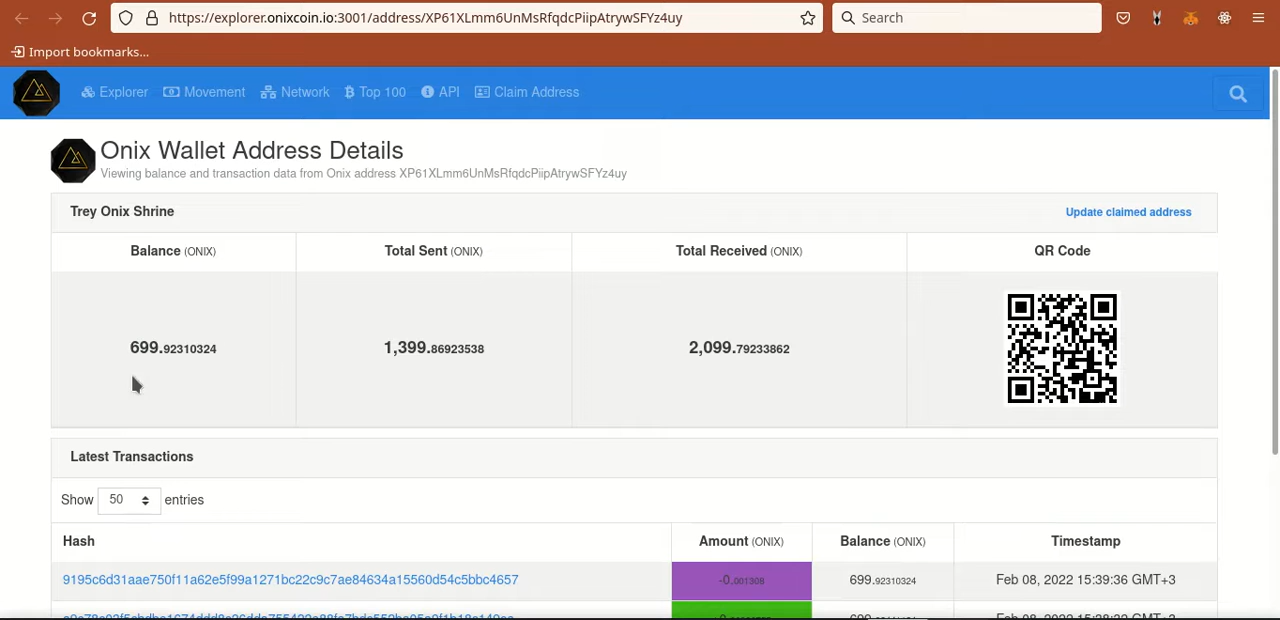 https://explorer.onixcoin.io:3001/address/XP61XLmm6UnMsRfqdcPiipAtrywSFYz4uy
Search
Import bookmarks...
Explorer Movement Network Top 100 API Claim Address
Onix Wallet Address Details
Viewing balance and transaction data from Onix address XP61XLmm6UnMsRfqdcPiipAtrywSFYz4uy
Trey Onix Shrine Update claimed address
Balance (ONIX) Total Sent (ONIX) Total Received (ONIX) QR Code
699.92310324 1,399.86923538 2,099.79233862
Latest Transactions
Show 50 entries
Hash Amount (ONIX) Balance (ONIX) Timestamp
9195c6d31aae750f11a62e5f99a1271bc22c9c7ae84634a15560d54c5bbc4657 -0.001308 699.92310324 Feb 08, 2022 15:39:36 GMT+3